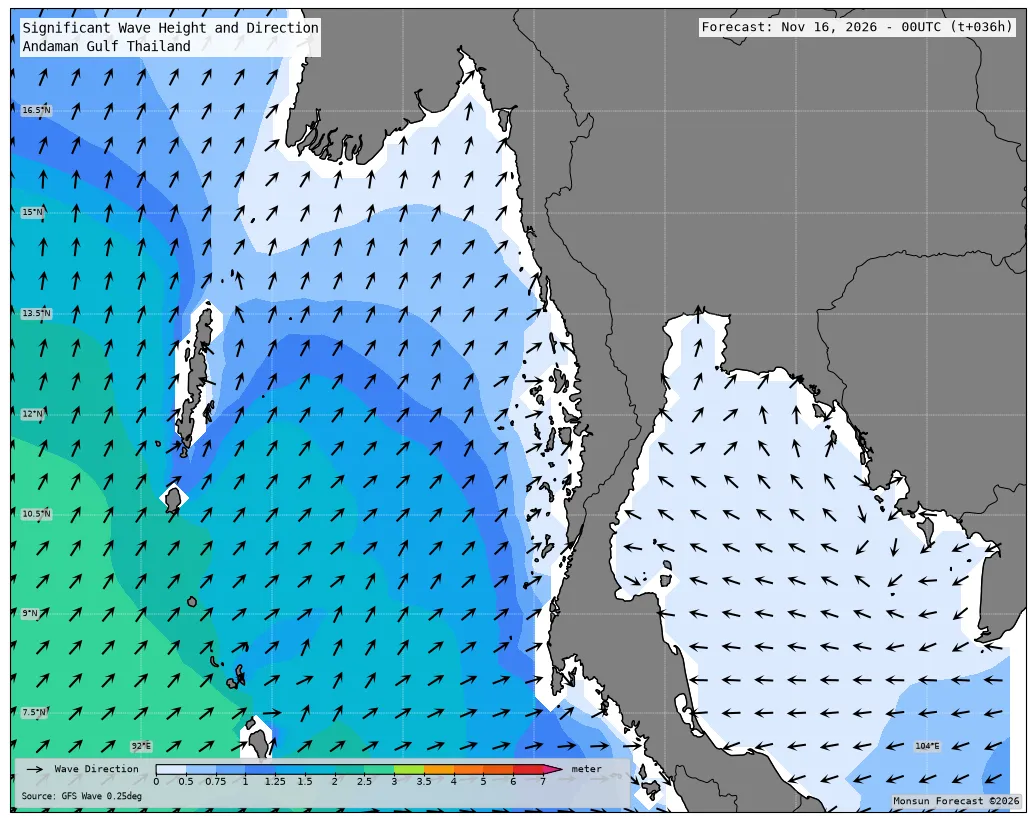 Significant Wave Height and Direction
Andaman Gulf Thailand
Forecast: Nov 16, 2026 - 00UTC (t+036h)
16.5°N
15°N
13.5°N
12°N
10.5°N
9°N
7.5°N
92°E
104°E
Wave Direction
0 0.5 0.75 1 1.25 1.5 2 2.5 3 3.5 4 5 6 6.5 7
meter
Source: GFS Wave 0.25deg
Monsun Forecast ©2026